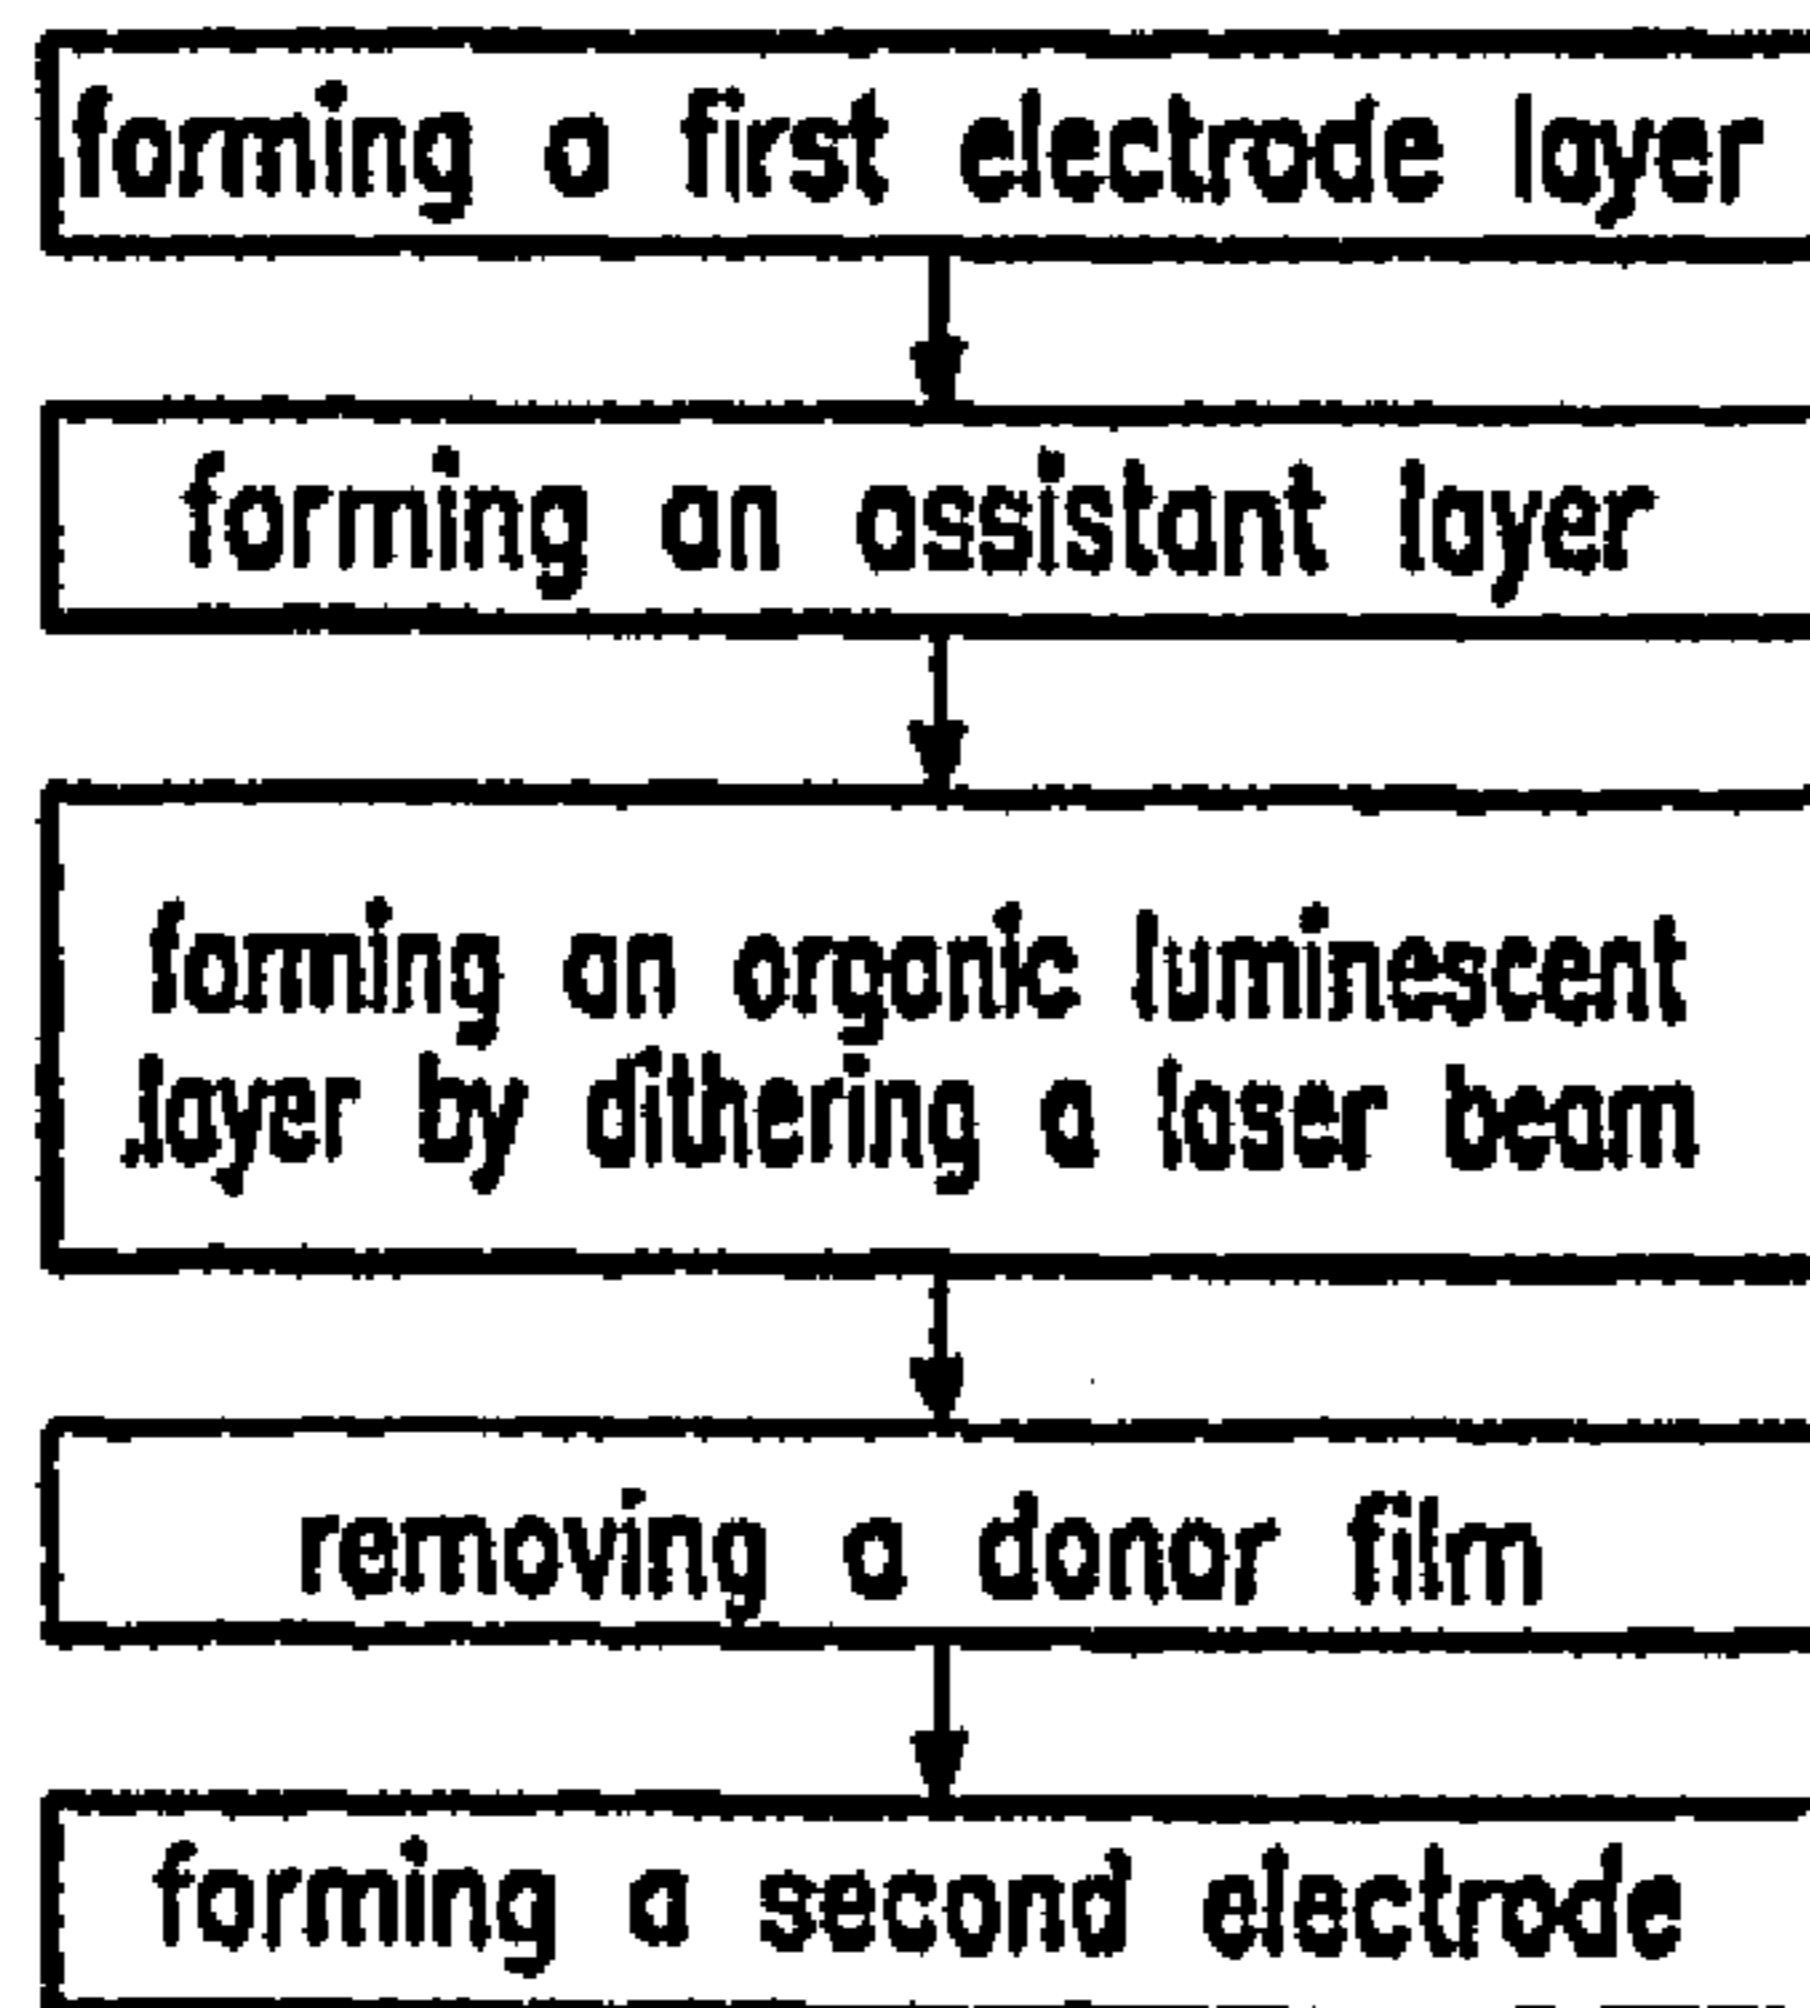 forming a first electrode layer
forming an assistant layer
forming an organic luminescent
layer by dithering a laser beam
removing a donor film
forming a second electrode